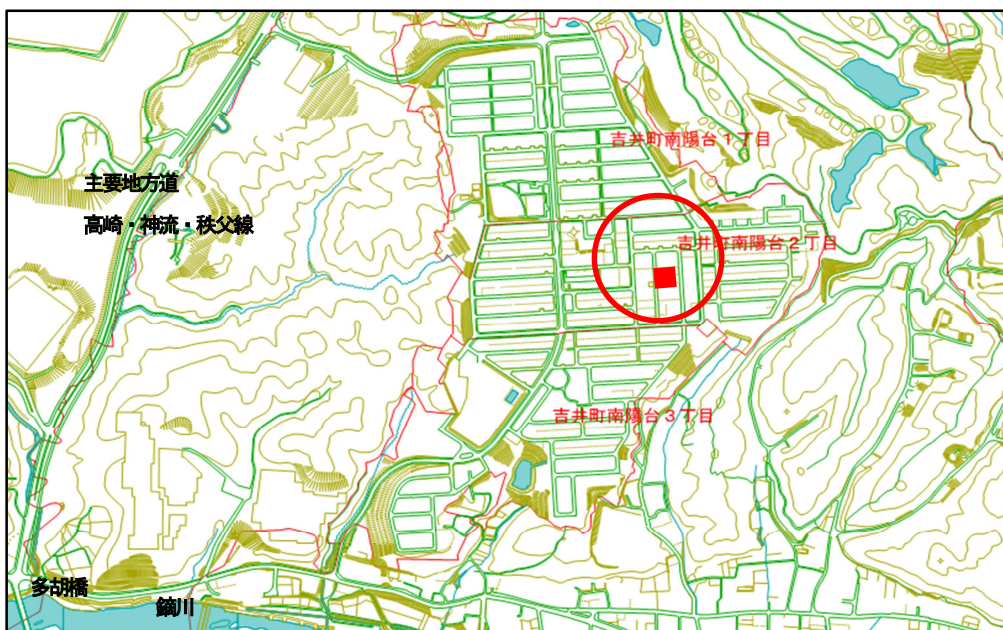 吉井町南陽台1丁目
主要地方道
高崎・神流・秩父線
吉井町南陽台2丁目
吉井町南陽台3丁目
多胡橋
鏑川